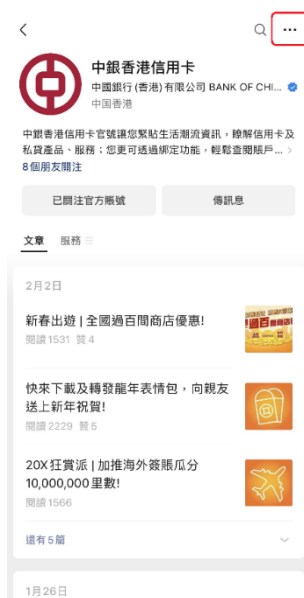 中銀香港信用卡
中國銀行(香港)有限公司 BANK OF CHI...
中国香港
中銀香港信用卡官號讓您緊貼生活潮流資訊，瞭解信用卡及
私貸產品、服務；您更可透過綁定功能，輕鬆查閱賬戶...
8個朋友關注
已關注官方賬號
傳訊息
文章 服務
2月2日
新春出遊 | 全國過百間商店優惠!
閱讀 1531 贊 4
快來下載及轉發龍年表情包，向親友
送上新年祝賀!
閱讀 2229 贊 5
20X狂賞派 | 加推海外簽賬瓜分
10,000,000里數!
閱讀 1566
還有5篇
1月26日